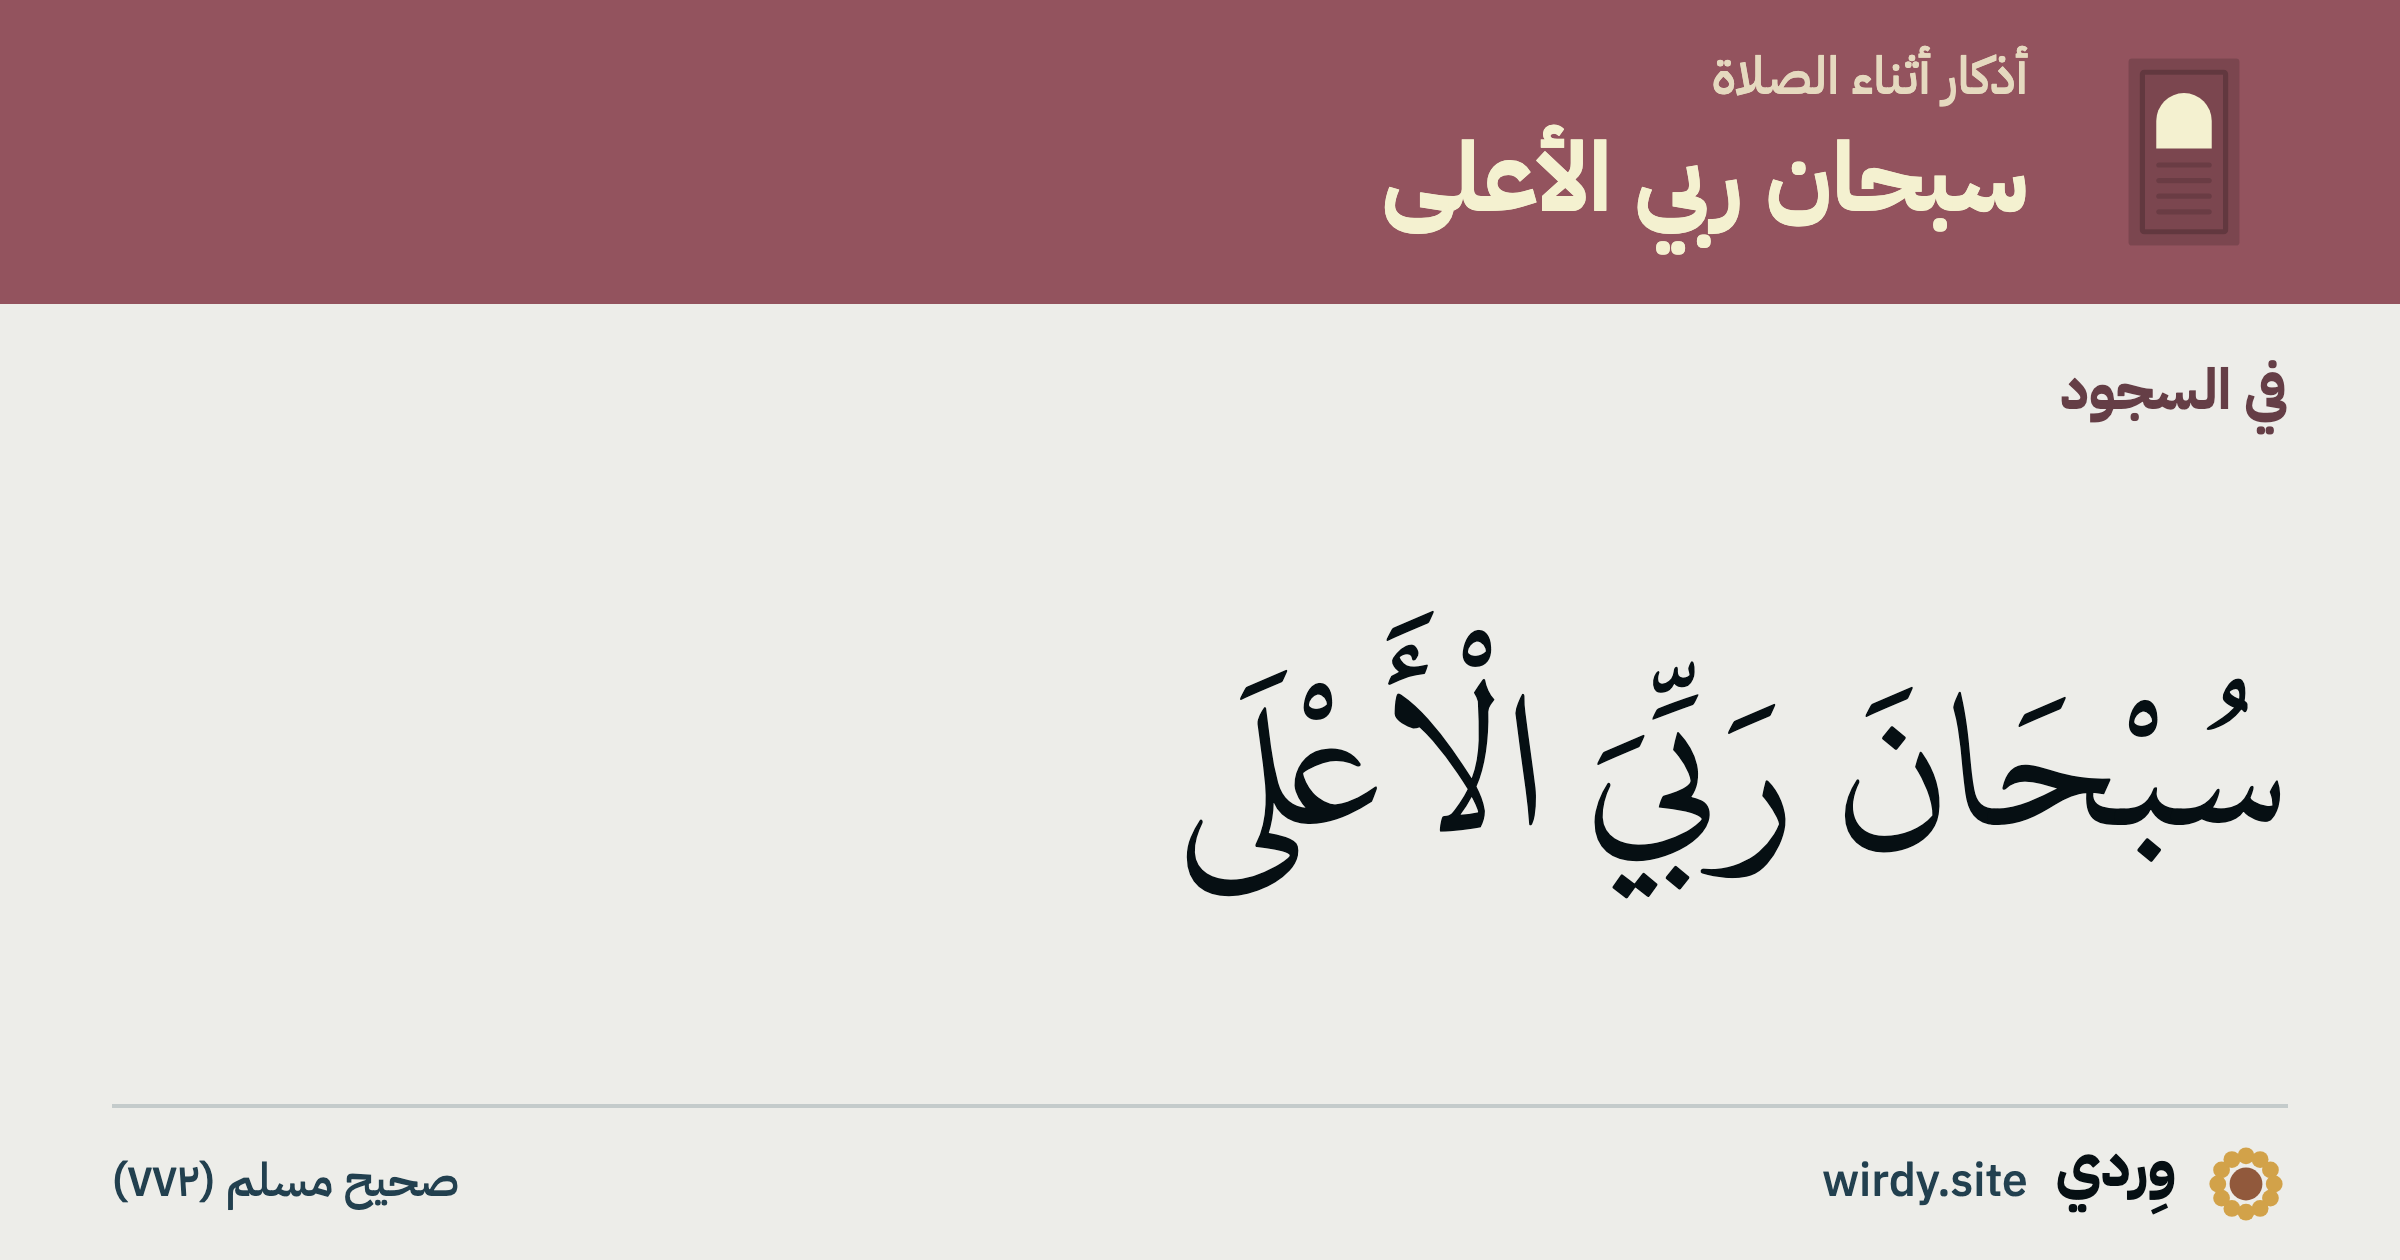 أذكار أثناء الصلاة
سبحان ربي الأعلى
في السجود
سُبْحَانَ رَبِّيَ الْأَعْلَى
وِردي wirdy.site
صحيح مسلم (٧٧٢)